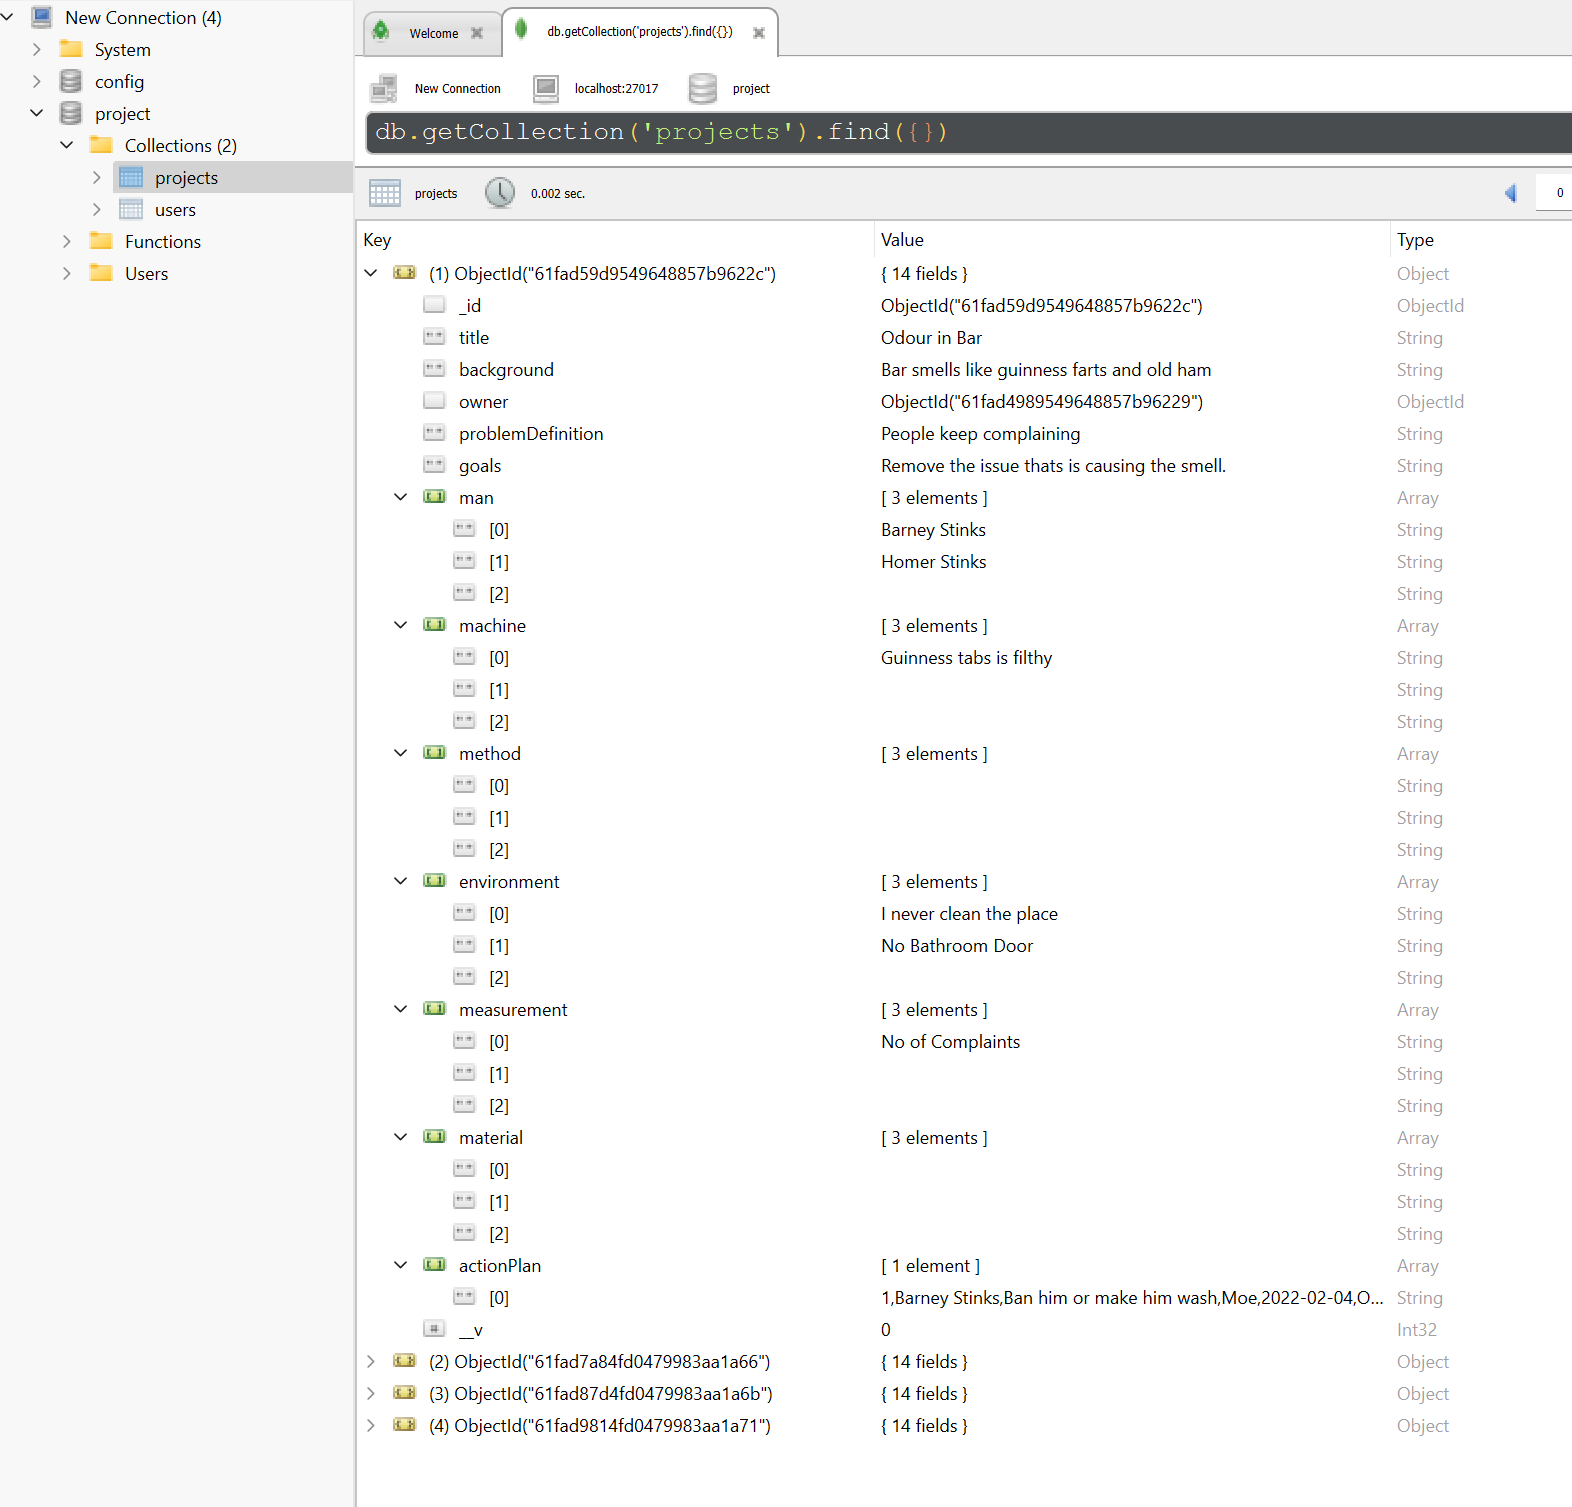 New Connection (4)
System
config
project
Collections (2)
projects
users
Functions
Users
Welcome
db.getCollection('projects').find({})
New Connection localhost:27017 project
db.getCollection('projects').find({})
projects 0.002 sec. 0
Key Value Type
(1) ObjectId("61fad59d9549648857b9622c") { 14 fields } Object
_id ObjectId("61fad59d9549648857b9622c") ObjectId
title Odour in Bar String
background Bar smells like guinness farts and old ham String
owner ObjectId("61fad4989549648857b96229") ObjectId
problemDefinition People keep complaining String
goals Remove the issue thats is causing the smell. String
man [ 3 elements ] Array
[0] Barney Stinks String
[1] Homer Stinks String
[2] String
machine [ 3 elements ] Array
[0] Guinness tabs is filthy String
[1] String
[2] String
method [ 3 elements ] Array
[0] String
[1] String
[2] String
environment [ 3 elements ] Array
[0] I never clean the place String
[1] No Bathroom Door String
[2] String
measurement [ 3 elements ] Array
[0] No of Complaints String
[1] String
[2] String
material [ 3 elements ] Array
[0] String
[1] String
[2] String
actionPlan [ 1 element ] Array
[0] 1,Barney Stinks,Ban him or make him wash,Moe,2022-02-04,O... String
__v 0 Int32
(2) ObjectId("61fad7a84fd0479983aa1a66") { 14 fields } Object
(3) ObjectId("61fad87d4fd0479983aa1a6b") { 14 fields } Object
(4) ObjectId("61fad9814fd0479983aa1a71") { 14 fields } Object